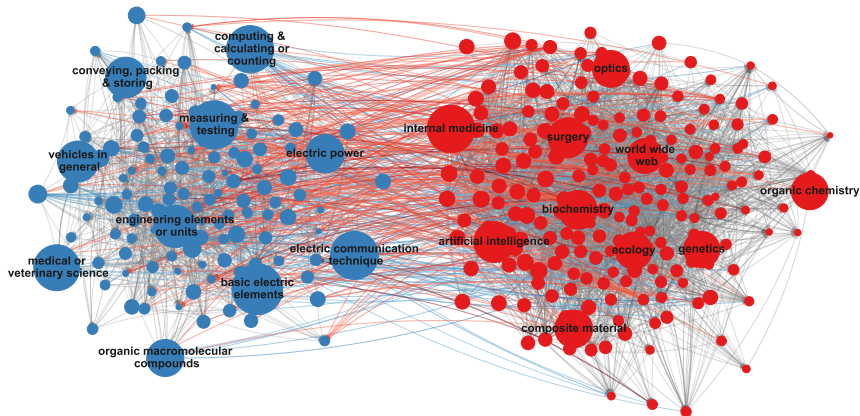 computing &
calculating or
counting
conveying, packing
& storing
measuring &
testing
vehicles in
general
electric power
engineering elements
or units
medical or
veterinary science
electric communication
technique
basic electric
elements
organic macromolecular
compounds
optics
internal medicine
surgery
world wide
web
organic chemistry
biochemistry
artificial intelligence
ecology
genetics
composite material